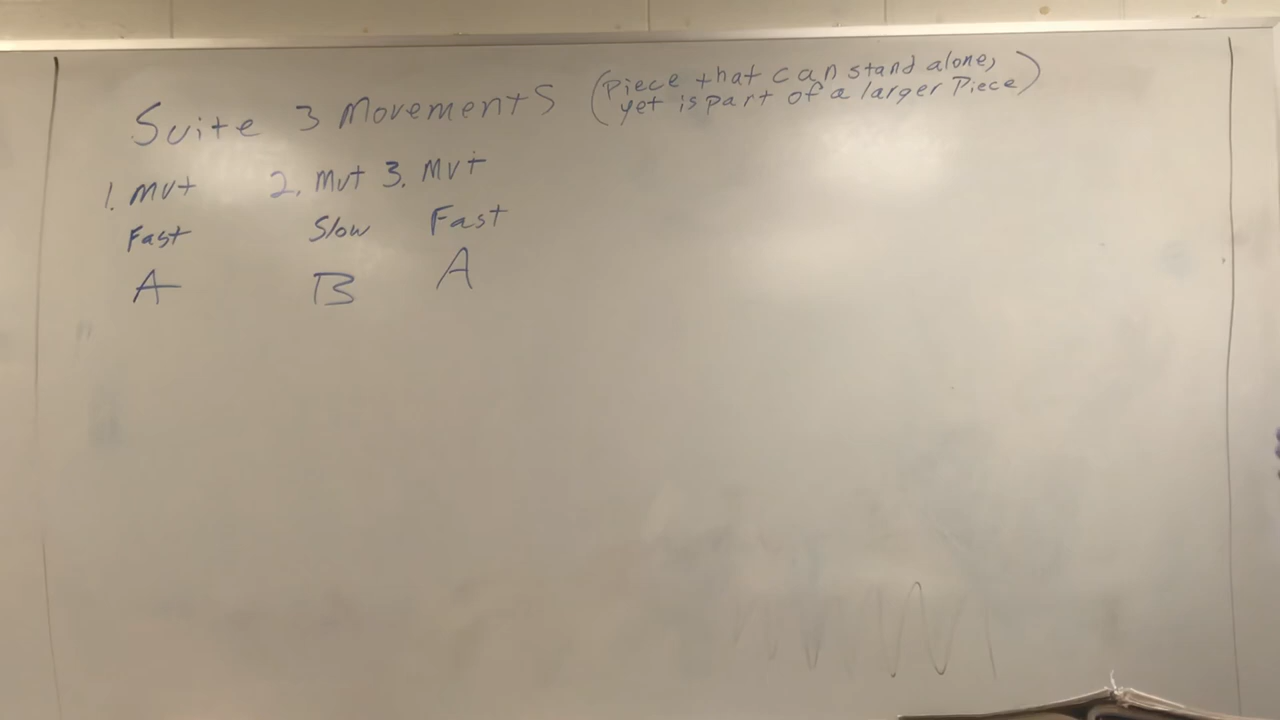 Suite 3 Movements (Piece that can stand alone,
yet is part of a larger Piece)
1. Mvt 2. Mvt 3. Mvt
Fast Slow Fast
A B A